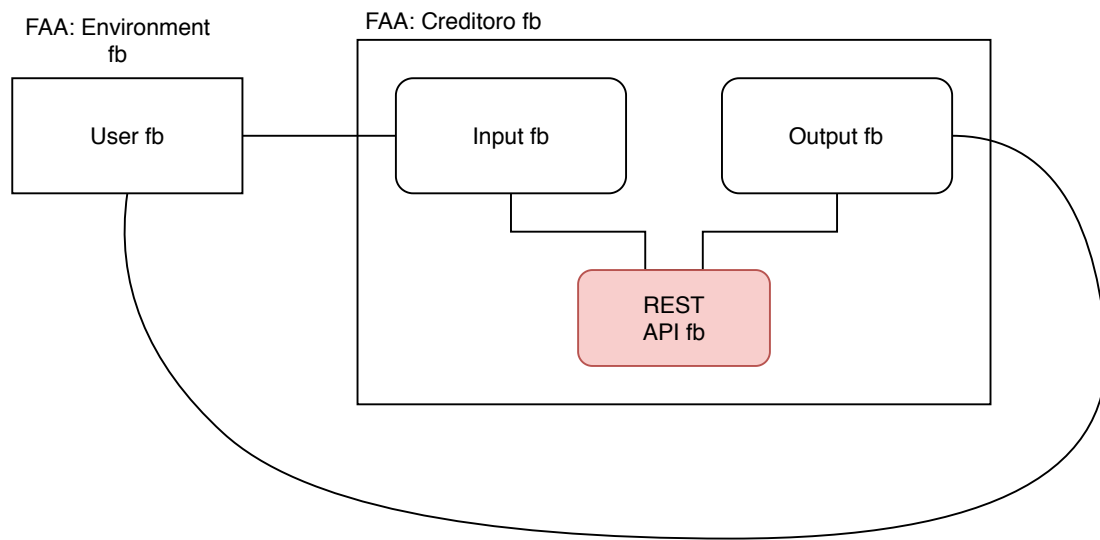 FAA: Environment
fb
FAA: Creditoro fb
User fb
Input fb
Output fb
REST
API fb